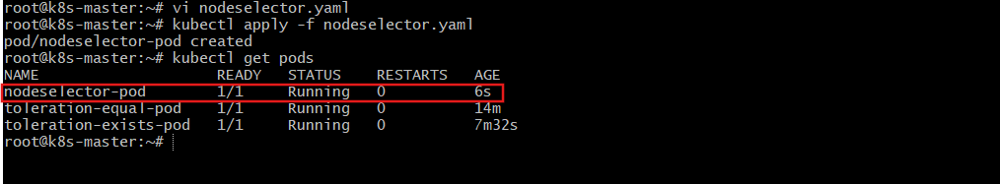 root@k8s-master:~# vi nodeselector.yaml
root@k8s-master:~# kubectl apply -f nodeselector.yaml
pod/nodeselector-pod created
root@k8s-master:~# kubectl get pods
NAME                    READY   STATUS    RESTARTS   AGE
nodeselector-pod        1/1     Running   0          6s
toleration-equal-pod    1/1     Running   0          14m
toleration-exists-pod   1/1     Running   0          7m32s
root@k8s-master:~#